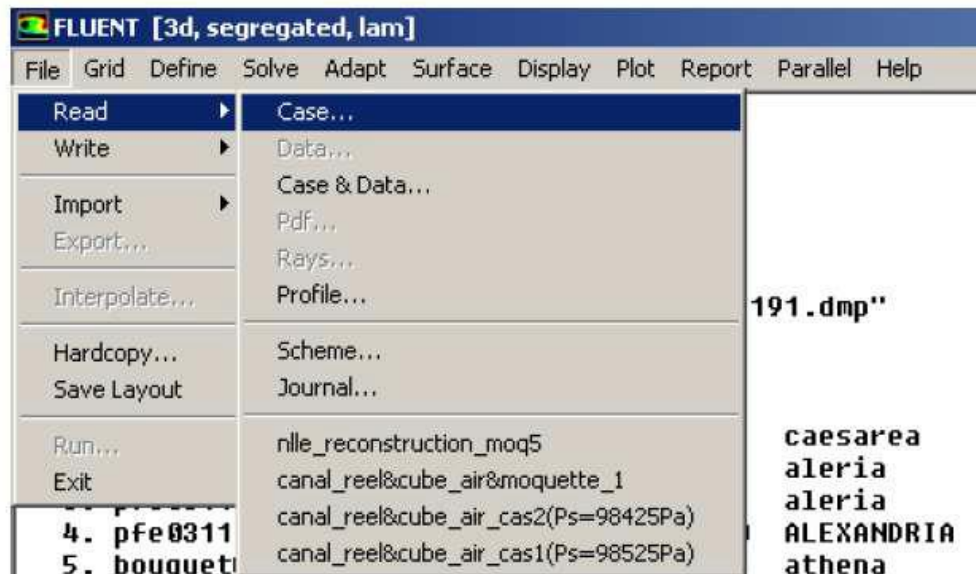 FLUENT [3d, segregated, lam]
File Grid Define Solve Adapt Surface Display Plot Report Parallel Help
Read
Write
Import
Export...
Interpolate...
Hardcopy...
Save Layout
Run...
Exit
Case...
Data...
Case & Data...
Pdf...
Rays...
Profile...
Scheme...
Journal...
nlle_reconstruction_moq5
canal_reel&cube_air&moquette_1
canal_reel&cube_air_cas2(Ps=98425Pa)
canal_reel&cube_air_cas1(Ps=98525Pa)
191.dmp"
caesarea
aleria
aleria
4. pfe0311 ALEXANDRIA
5. bouquet athena